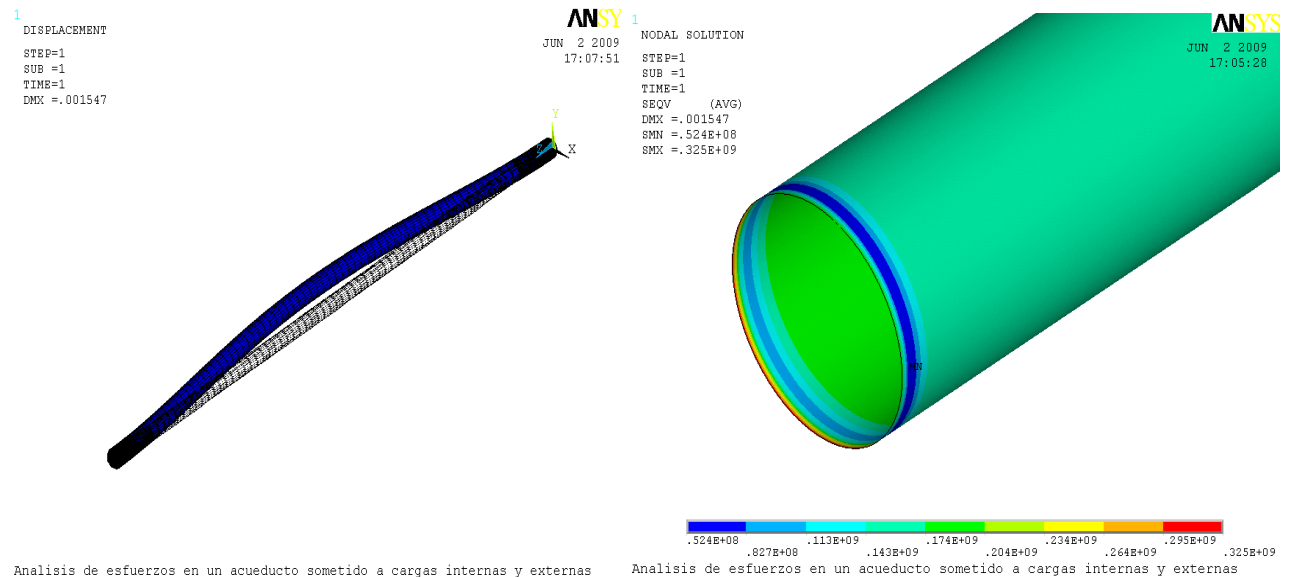 1
DISPLACEMENT
STEP=1
SUB =1
TIME=1
DMX =.001547
ANSY
JUN 2 2009
17:07:51
Y
Z
X
Analisis de esfuerzos en un acueducto sometido a cargas internas y externas
1
NODAL SOLUTION
STEP=1
SUB =1
TIME=1
SEQV (AVG)
DMX =.001547
SMN =.524E+08
SMX =.325E+09
ANSYS
JUN 2 2009
17:05:28
MN
.524E+08
.827E+08
.113E+09
.143E+09
.174E+09
.204E+09
.234E+09
.264E+09
.295E+09
.325E+09
Analisis de esfuerzos en un acueducto sometido a cargas internas y externas